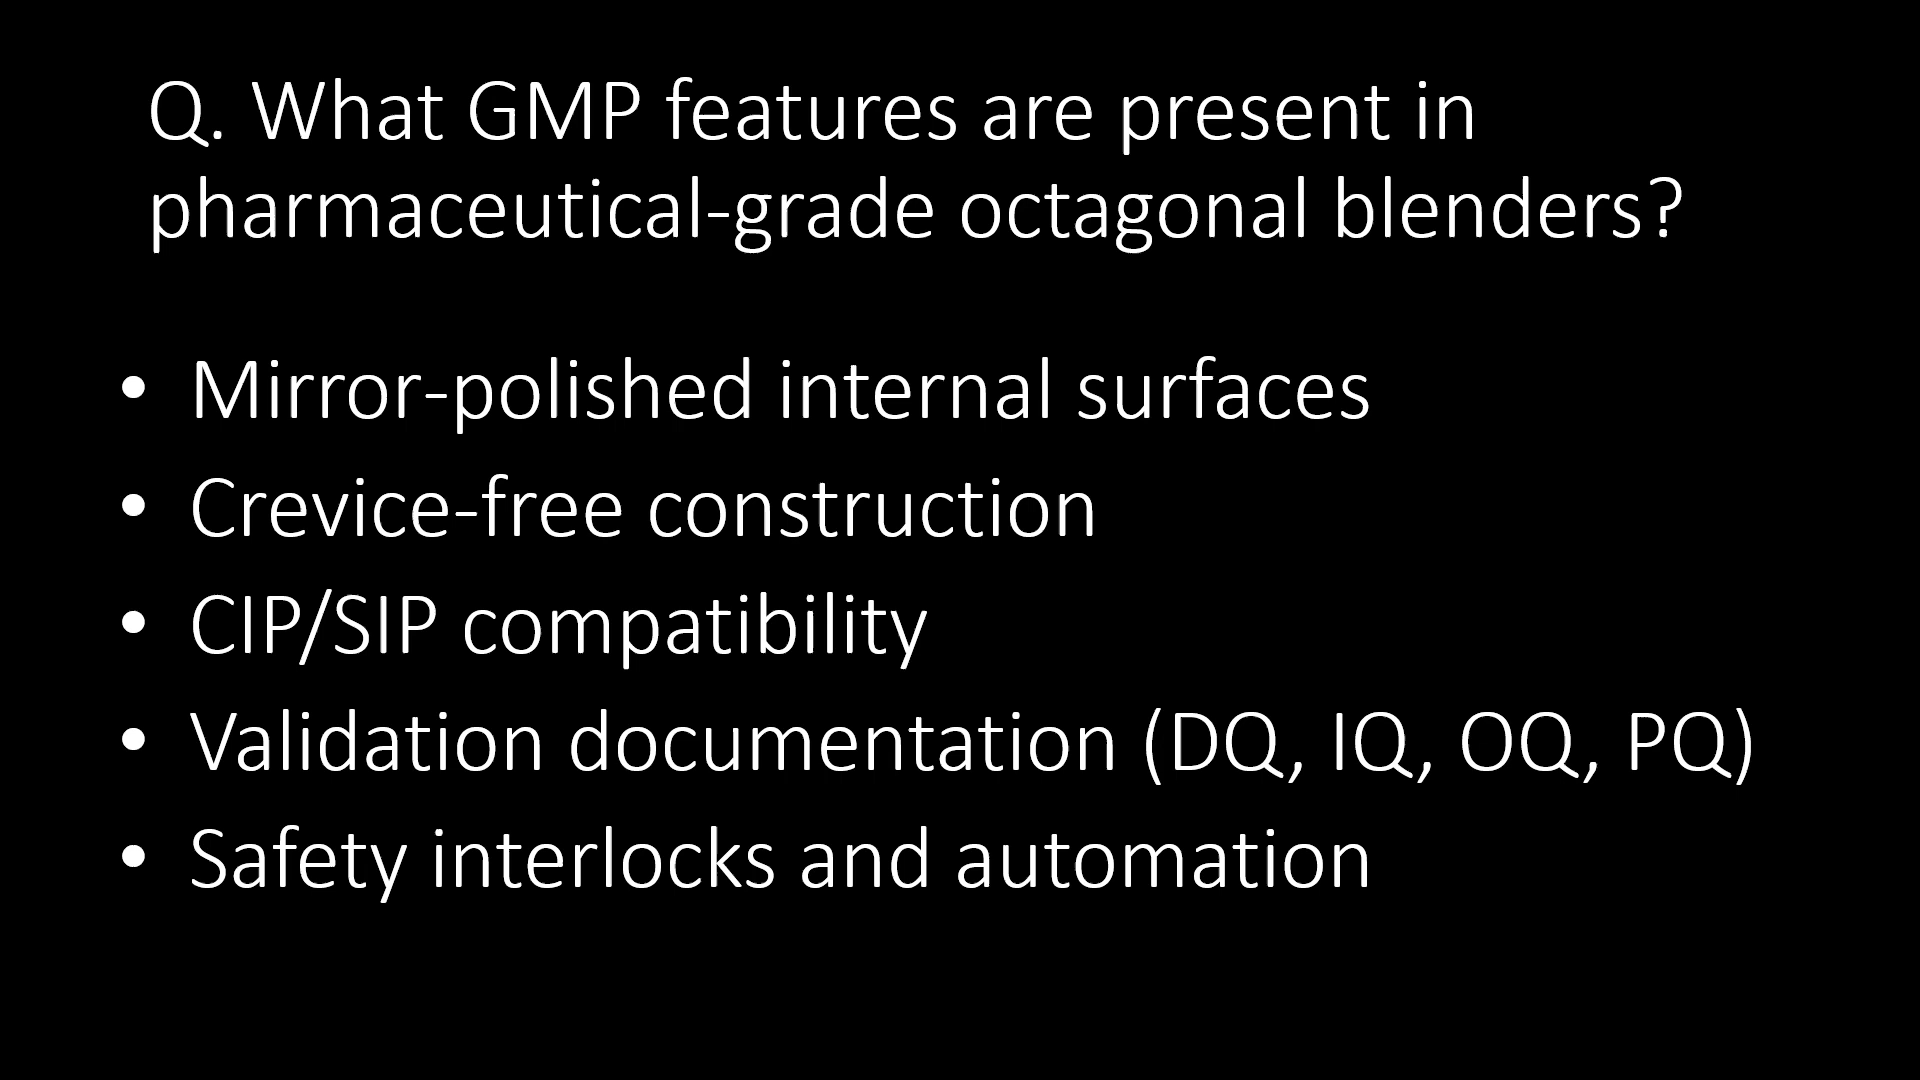 Q. What GMP features are present in
pharmaceutical-grade octagonal blenders?
• Mirror-polished internal surfaces
• Crevice-free construction
• CIP/SIP compatibility
• Validation documentation (DQ, IQ, OQ, PQ)
• Safety interlocks and automation